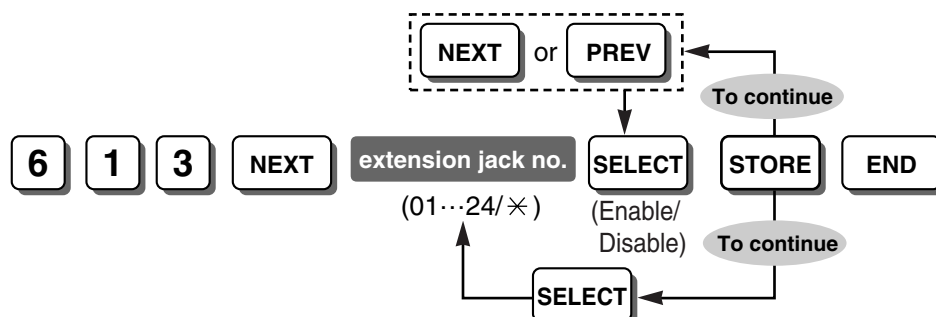 NEXT or PREV
To continue
6 1 3 NEXT extension jack no. SELECT STORE END
(01···24/✳) (Enable/
Disable)
To continue
SELECT